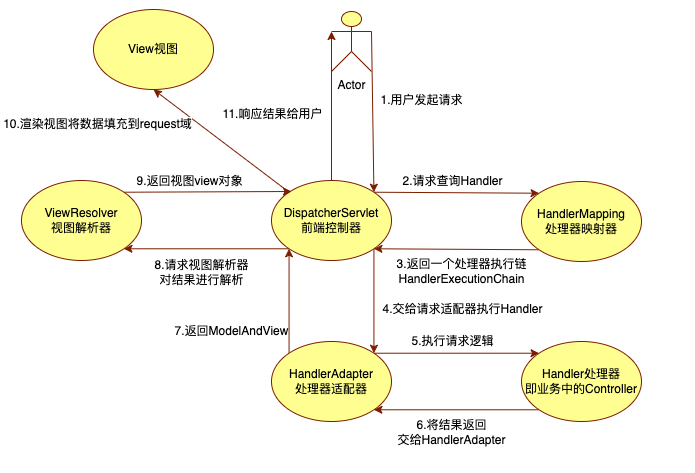 View视图
Actor
1.用户发起请求
11.响应结果给用户
10.渲染视图将数据填充到request域
9.返回视图view对象
2.请求查询Handler
ViewResolver
视图解析器
DispatcherServlet
前端控制器
HandlerMapping
处理器映射器
8.请求视图解析器
对结果进行解析
3.返回一个处理器执行链
HandlerExecutionChain
4.交给请求适配器执行Handler
7.返回ModelAndView
5.执行请求逻辑
HandlerAdapter
处理器适配器
Handler处理器
即业务中的Controller
6.将结果返回
交给HandlerAdapter